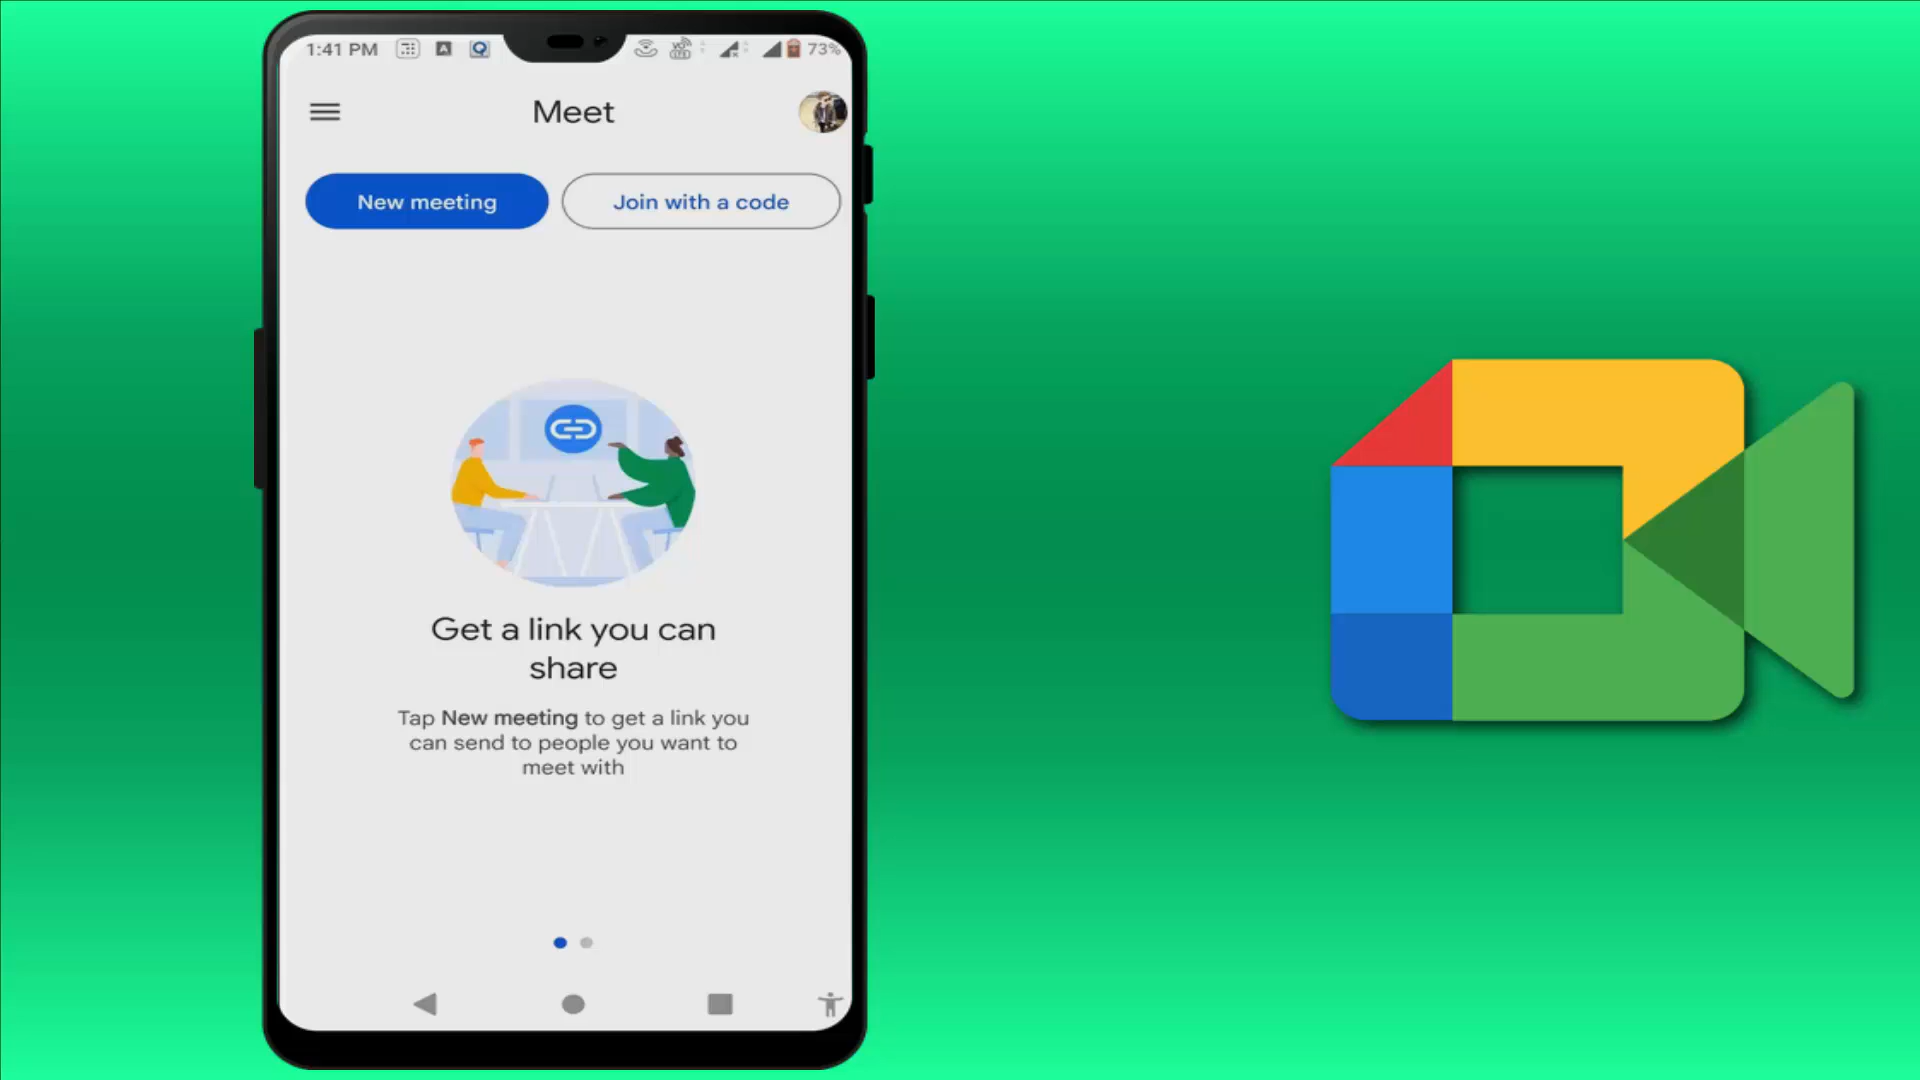 1:41 PM
73%
Meet
New meeting
Join with a code
Get a link you can
share
Tap New meeting to get a link you
can send to people you want to
meet with